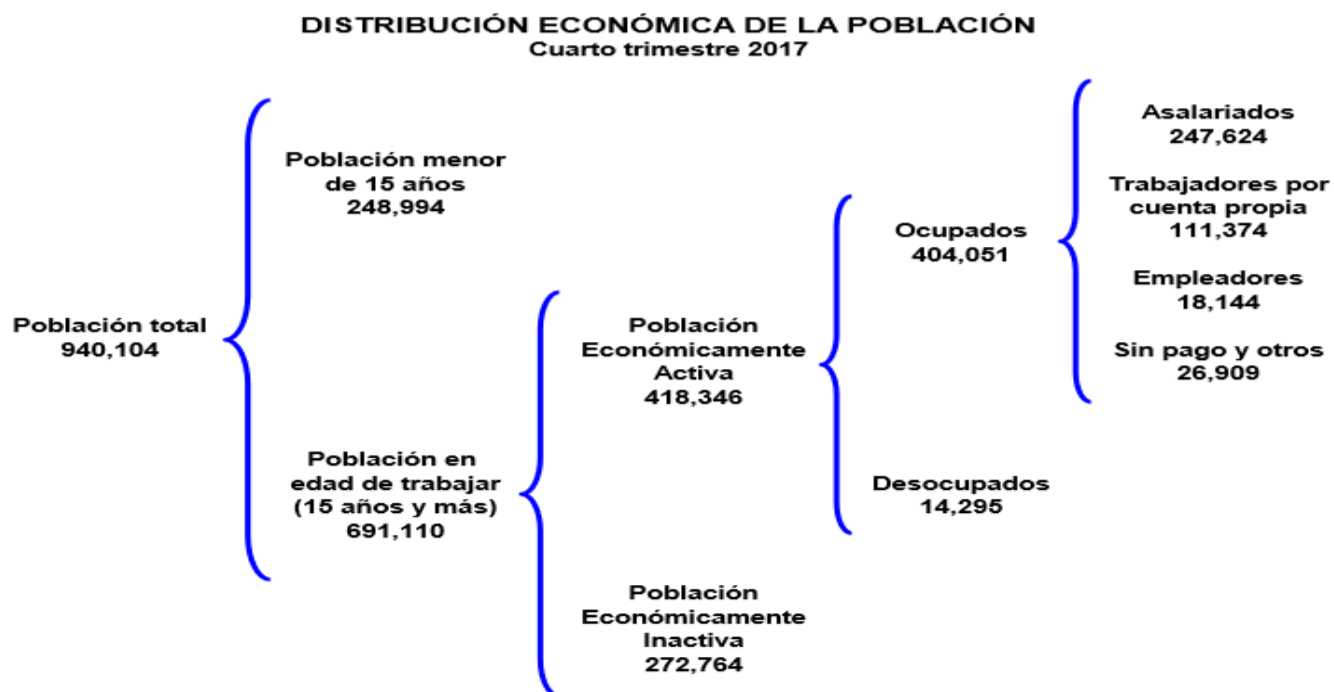 DISTRIBUCIÓN ECONÓMICA DE LA POBLACIÓN
Cuarto trimestre 2017
Población total
940,104
Población menor
de 15 años
248,994
Población en
edad de trabajar
(15 años y más)
691,110
Población
Económicamente
Activa
418,346
Población
Económicamente
Inactiva
272,764
Ocupados
404,051
Desocupados
14,295
Asalariados
247,624
Trabajadores por
cuenta propia
111,374
Empleadores
18,144
Sin pago y otros
26,909